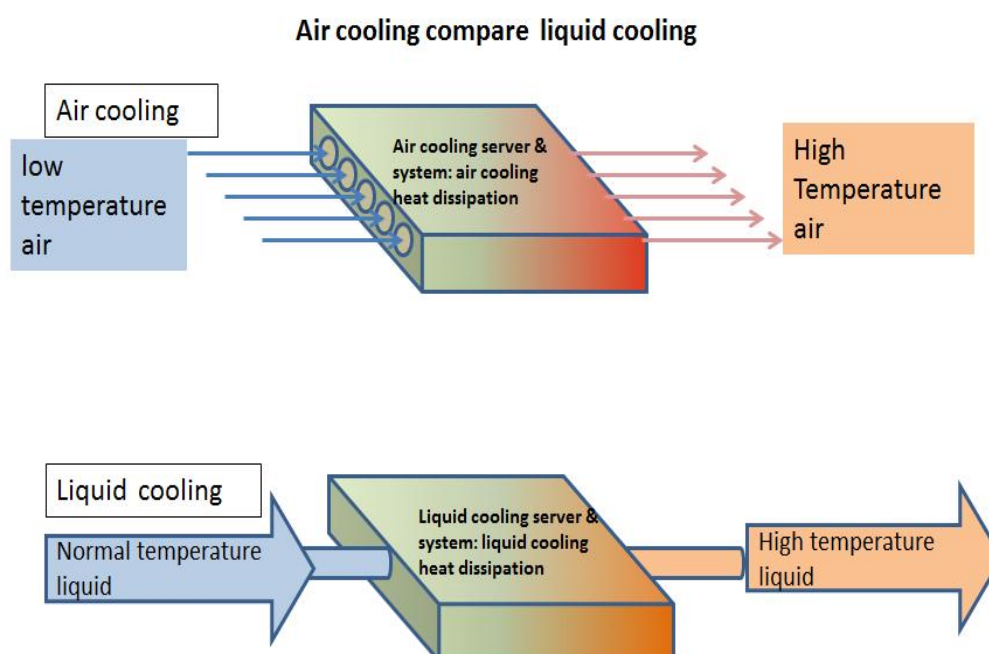 Air cooling compare liquid cooling
Air cooling
low
temperature
air
Air cooling server &
system: air cooling
heat dissipation
High
Temperature
air
Liquid cooling
Normal temperature
liquid
Liquid cooling server &
system: liquid cooling
heat dissipation
High temperature
liquid